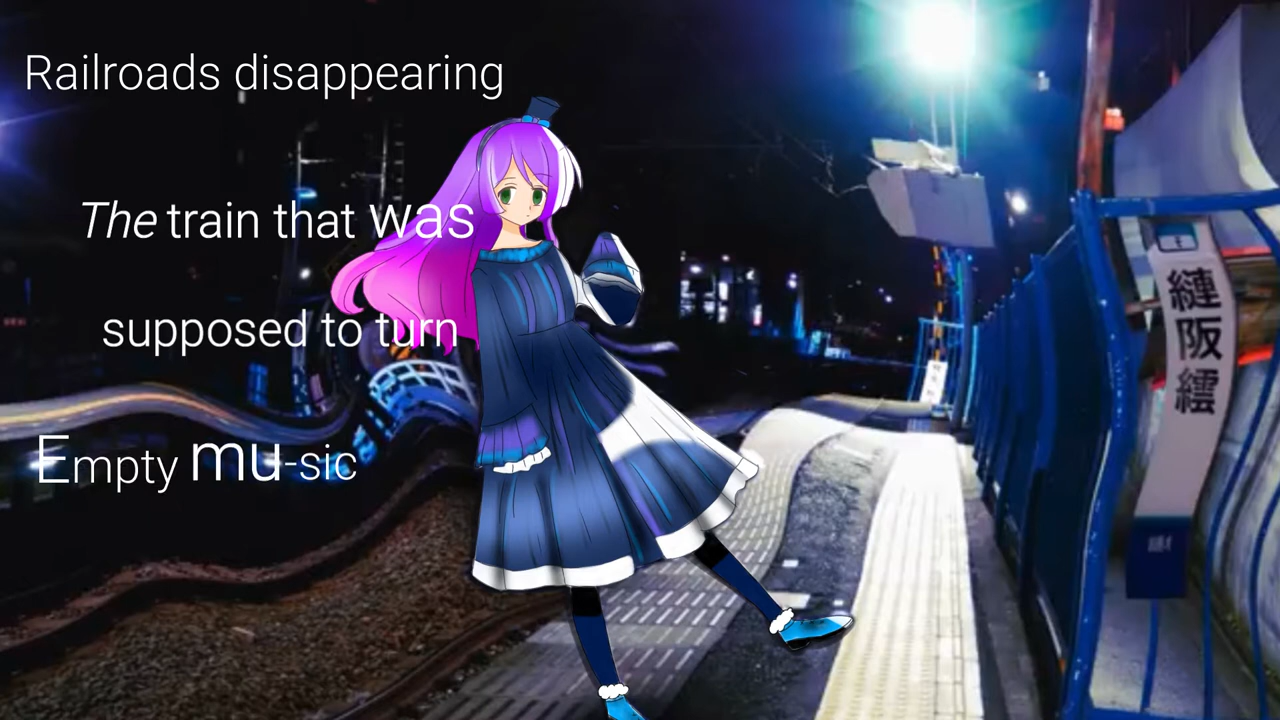 Railroads disappearing
The train that was
supposed to turn
Empty mu-sic
縺阪繧